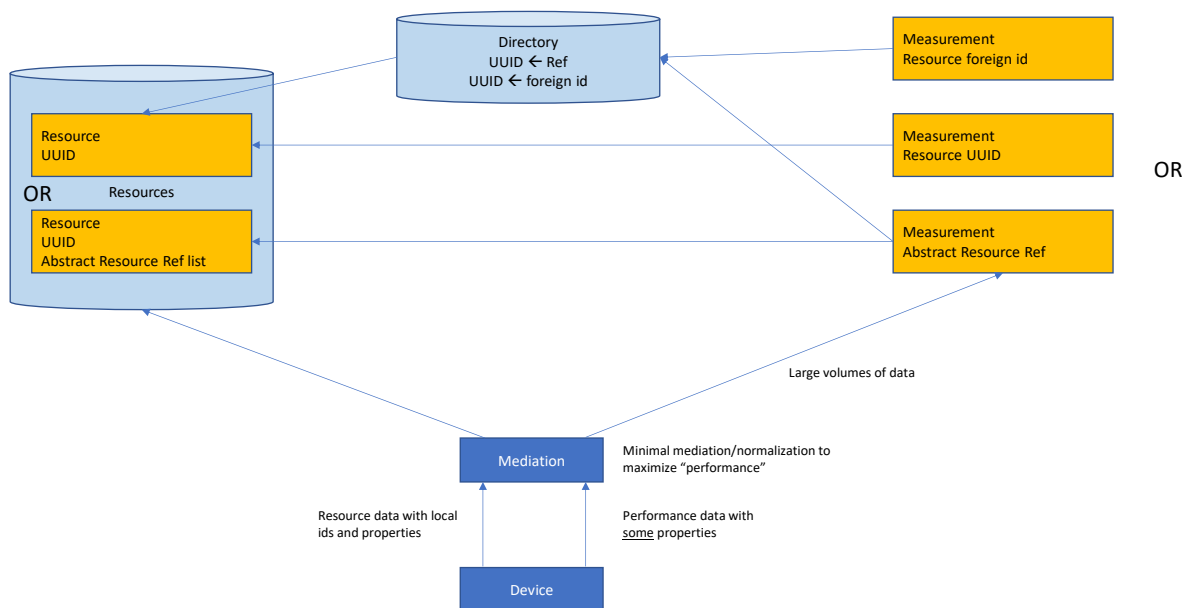 Directory
UUID ← Ref
UUID ← foreign id
Measurement
Resource foreign id
Resource
UUID
Measurement
Resource UUID
OR
OR
Resources
Resource
UUID
Abstract Resource Ref list
Measurement
Abstract Resource Ref
Large volumes of data
Mediation
Minimal mediation/normalization to
maximize “performance”
Resource data with local
ids and properties
Performance data with
some properties
Device